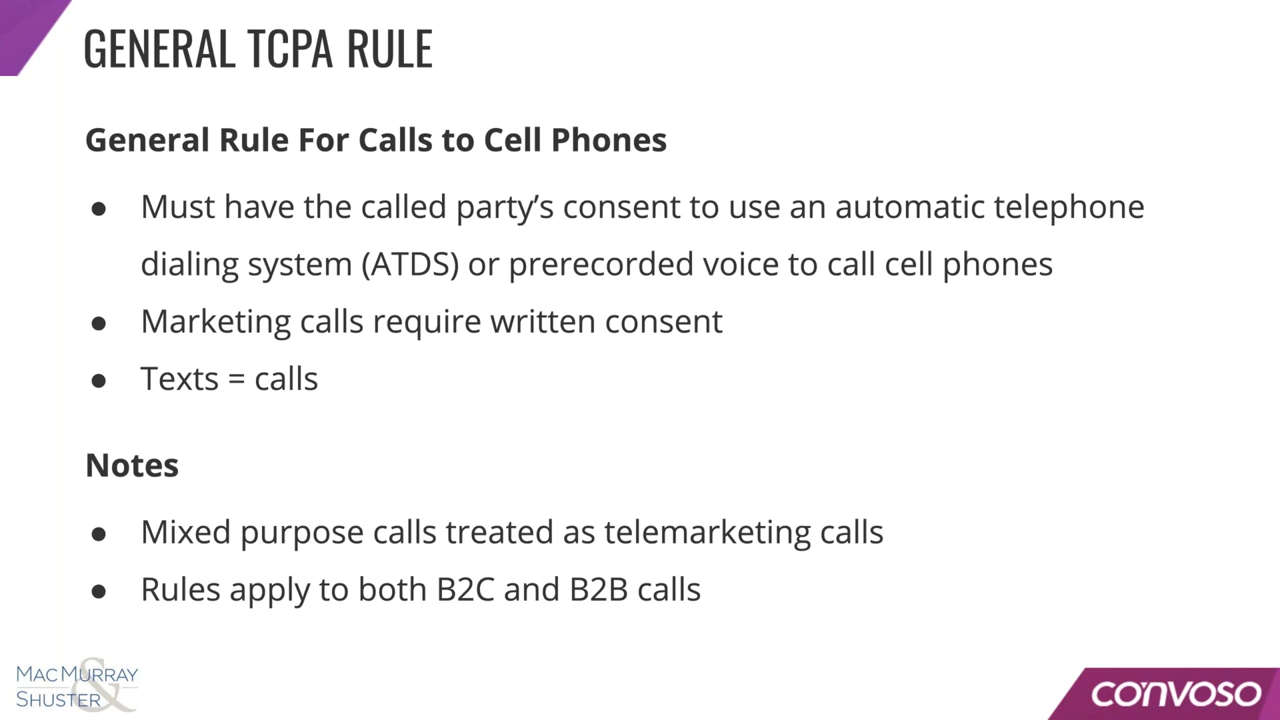 GENERAL TCPA RULE
General Rule For Calls to Cell Phones
● Must have the called party’s consent to use an automatic telephone
dialing system (ATDS) or prerecorded voice to call cell phones
● Marketing calls require written consent
● Texts = calls
Notes
● Mixed purpose calls treated as telemarketing calls
● Rules apply to both B2C and B2B calls
MACMURRAY
&
SHUSTER
CONVOSO